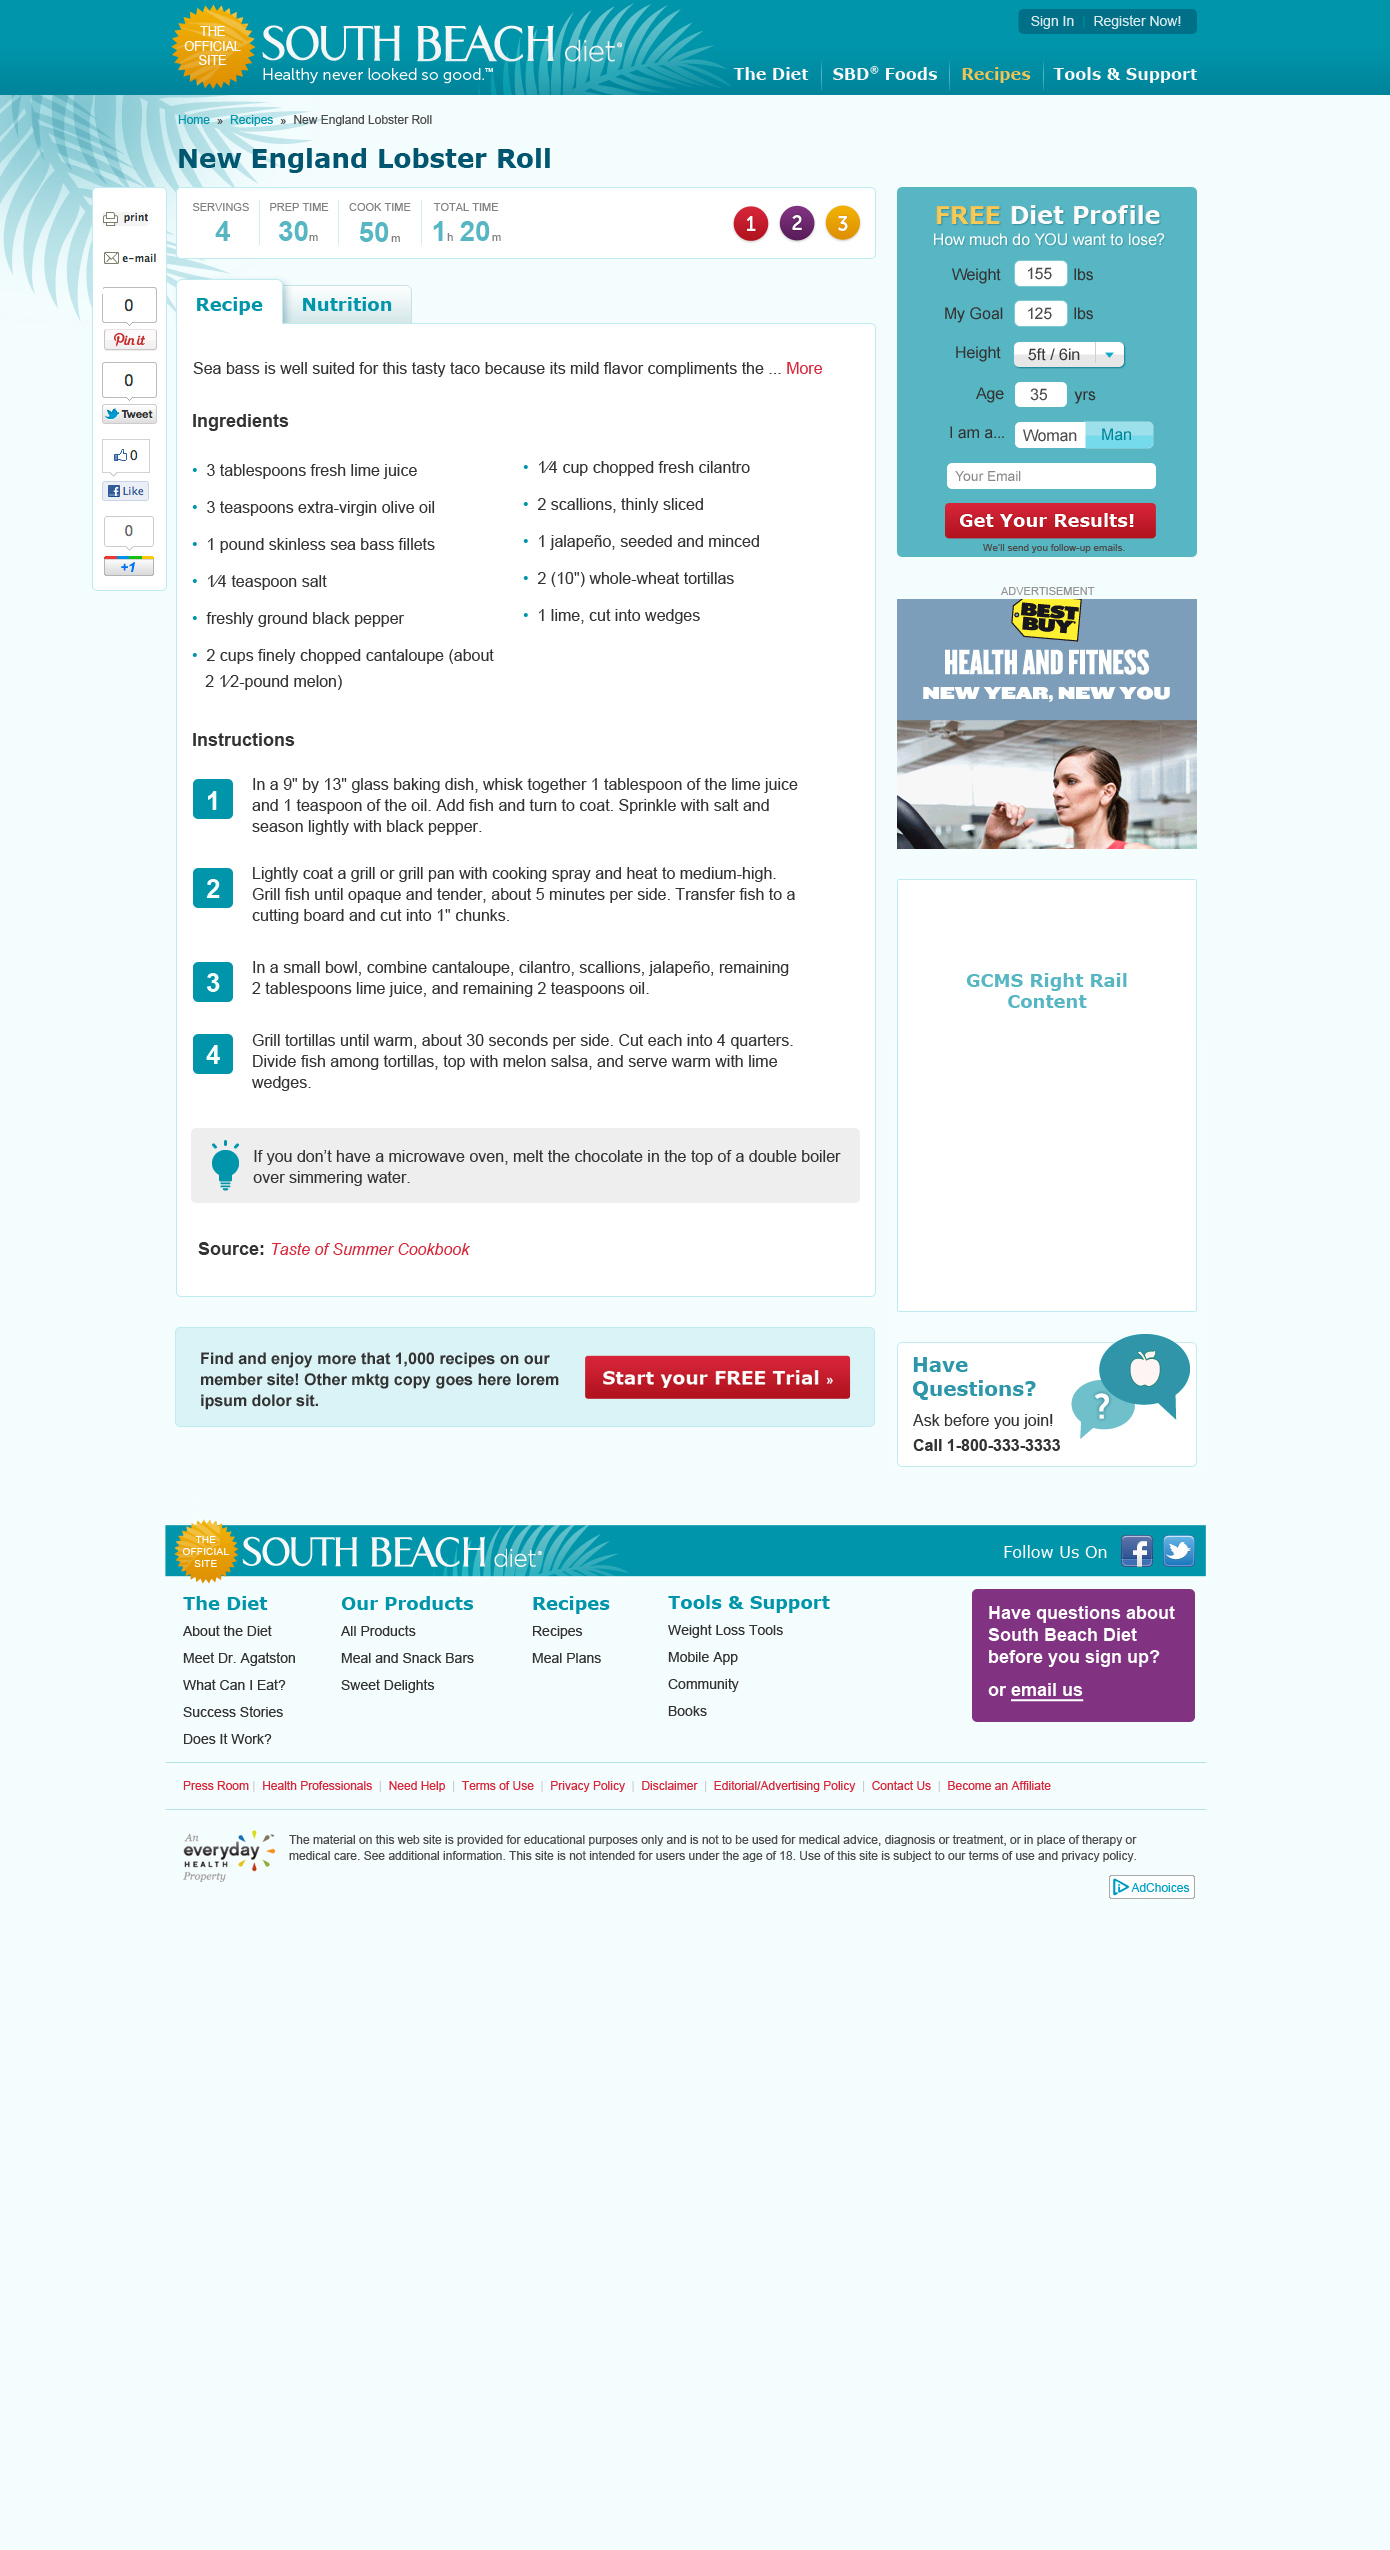 THE
OFFICIAL
SITE
SOUTH BEACH diet®
Healthy never looked so good.™
Sign In | Register Now!
The Diet
SBD® Foods
Recipes
Tools & Support
Home » Recipes » New England Lobster Roll
New England Lobster Roll
print
e-mail
0
Pin it
0
Tweet
0
Like
0
+1
SERVINGS
4
PREP TIME
30m
COOK TIME
50m
TOTAL TIME
1h 20m
1 2 3
Recipe
Nutrition
Sea bass is well suited for this tasty taco because its mild flavor compliments the ... More
Ingredients
• 3 tablespoons fresh lime juice
• 3 teaspoons extra-virgin olive oil
• 1 pound skinless sea bass fillets
• 1⁄4 teaspoon salt
• freshly ground black pepper
• 2 cups finely chopped cantaloupe (about
2 1⁄2-pound melon)
• 1⁄4 cup chopped fresh cilantro
• 2 scallions, thinly sliced
• 1 jalapeño, seeded and minced
• 2 (10") whole-wheat tortillas
• 1 lime, cut into wedges
Instructions
1
In a 9" by 13" glass baking dish, whisk together 1 tablespoon of the lime juice
and 1 teaspoon of the oil. Add fish and turn to coat. Sprinkle with salt and
season lightly with black pepper.
2
Lightly coat a grill or grill pan with cooking spray and heat to medium-high.
Grill fish until opaque and tender, about 5 minutes per side. Transfer fish to a
cutting board and cut into 1" chunks.
3
In a small bowl, combine cantaloupe, cilantro, scallions, jalapeño, remaining
2 tablespoons lime juice, and remaining 2 teaspoons oil.
4
Grill tortillas until warm, about 30 seconds per side. Cut each into 4 quarters.
Divide fish among tortillas, top with melon salsa, and serve warm with lime
wedges.
If you don’t have a microwave oven, melt the chocolate in the top of a double boiler
over simmering water.
Source: Taste of Summer Cookbook
Find and enjoy more that 1,000 recipes on our
member site! Other mktg copy goes here lorem
ipsum dolor sit.
Start your FREE Trial »
FREE Diet Profile
How much do YOU want to lose?
Weight 155 lbs
My Goal 125 lbs
Height 5ft / 6in
Age 35 yrs
I am a... Woman Man
Your Email
Get Your Results!
We'll send you follow-up emails.
ADVERTISEMENT
BEST
BUY
HEALTH AND FITNESS
NEW YEAR, NEW YOU
GCMS Right Rail
Content
Have
Questions?
?
Ask before you join!
Call 1-800-333-3333
THE
OFFICIAL
SITE
SOUTH BEACH diet®
Follow Us On
The Diet
About the Diet
Meet Dr. Agatston
What Can I Eat?
Success Stories
Does It Work?
Our Products
All Products
Meal and Snack Bars
Sweet Delights
Recipes
Recipes
Meal Plans
Tools & Support
Weight Loss Tools
Mobile App
Community
Books
Have questions about
South Beach Diet
before you sign up?
or email us
Press Room | Health Professionals | Need Help | Terms of Use | Privacy Policy | Disclaimer | Editorial/Advertising Policy | Contact Us | Become an Affiliate
An
everyday
HEALTH
Property
The material on this web site is provided for educational purposes only and is not to be used for medical advice, diagnosis or treatment, or in place of therapy or
medical care. See additional information. This site is not intended for users under the age of 18. Use of this site is subject to our terms of use and privacy policy.
AdChoices